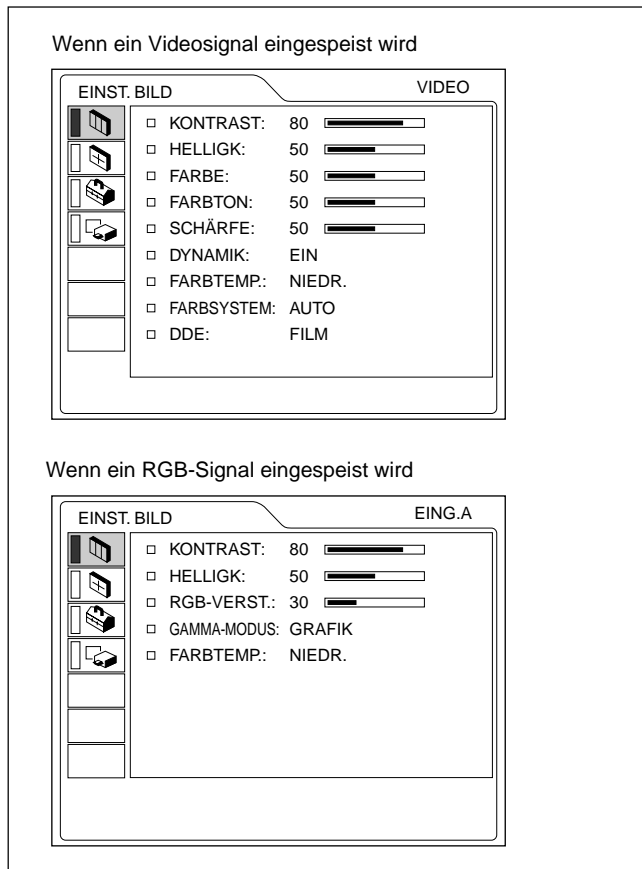 Wenn ein Videosignal eingespeist wird
EINST. BILD VIDEO
KONTRAST: 80
HELLIGK: 50
FARBE: 50
FARBTON: 50
SCHÄRFE: 50
DYNAMIK: EIN
FARBTEMP.: NIEDR.
FARBSYSTEM: AUTO
DDE: FILM
Wenn ein RGB-Signal eingespeist wird
EINST. BILD EING.A
KONTRAST: 80
HELLIGK: 50
RGB-VERST.: 30
GAMMA-MODUS: GRAFIK
FARBTEMP.: NIEDR.